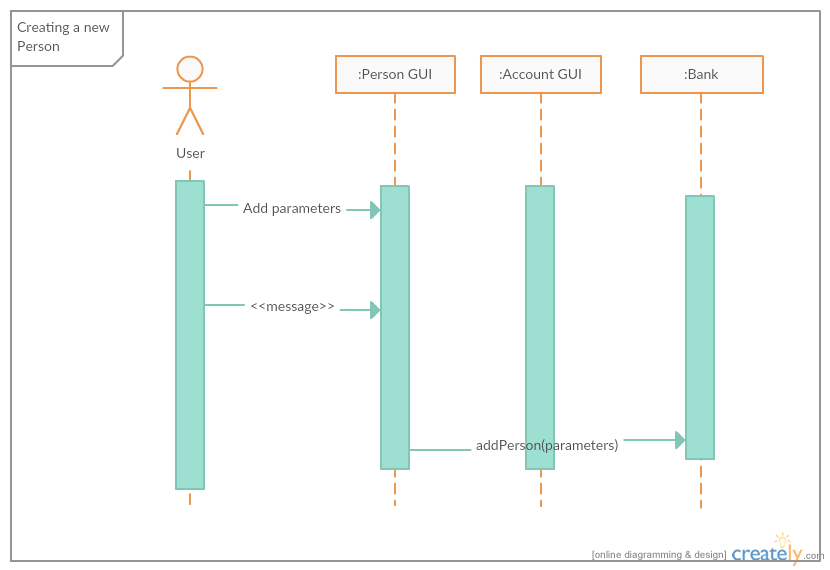 Creating a new
Person
:Person GUI
:Account GUI
:Bank
User
Add parameters
<<message>>
addPerson(parameters)
[online diagramming & design] creately.com